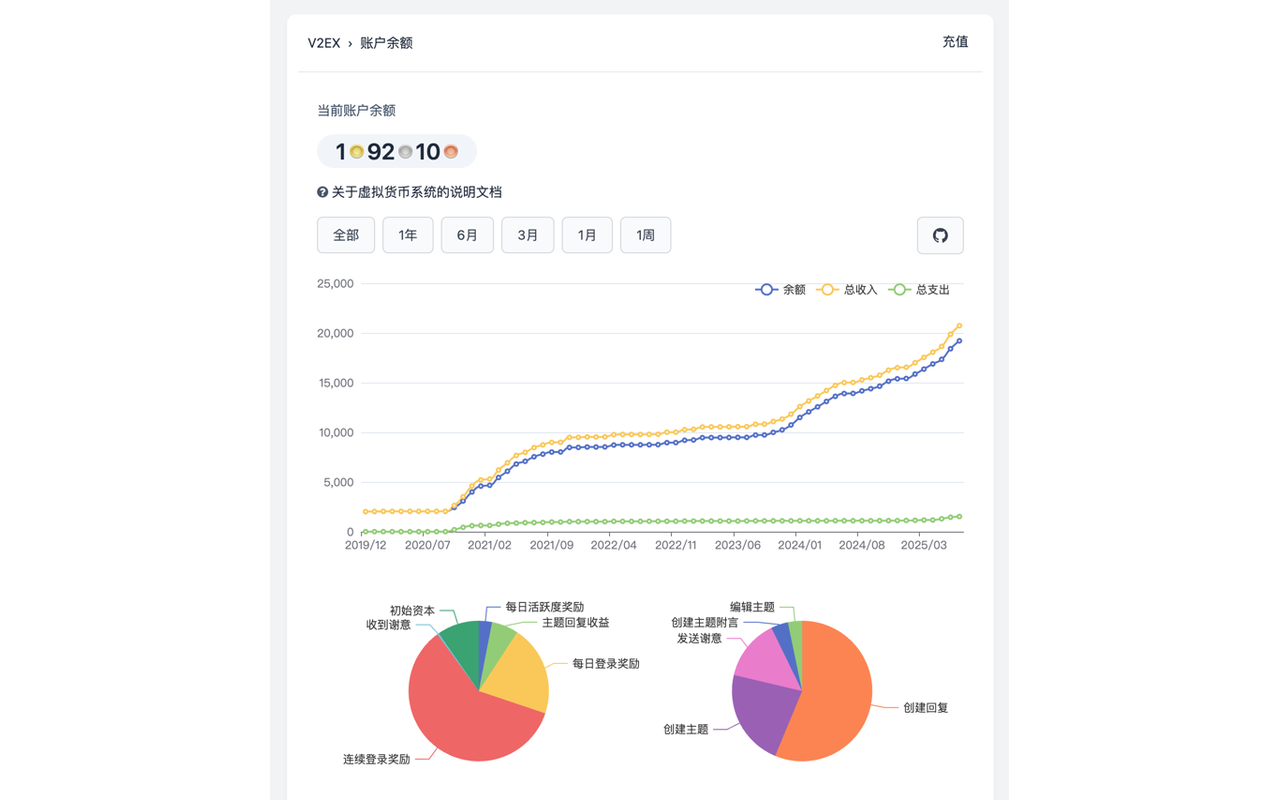 V2EX › 账户余额 充值
当前账户余额
1 92 10
关于虚拟货币系统的说明文档
全部 1年 6月 3月 1月 1周
余额 总收入 总支出
25,000
20,000
15,000
10,000
5,000
0
2019/12 2020/07 2021/02 2021/09 2022/04 2022/11 2023/06 2024/01 2024/08 2025/03
初始资本 每日活跃度奖励
收到谢意 主题回复收益
每日登录奖励
连续登录奖励
编辑主题
创建主题附言
发送谢意
创建回复
创建主题